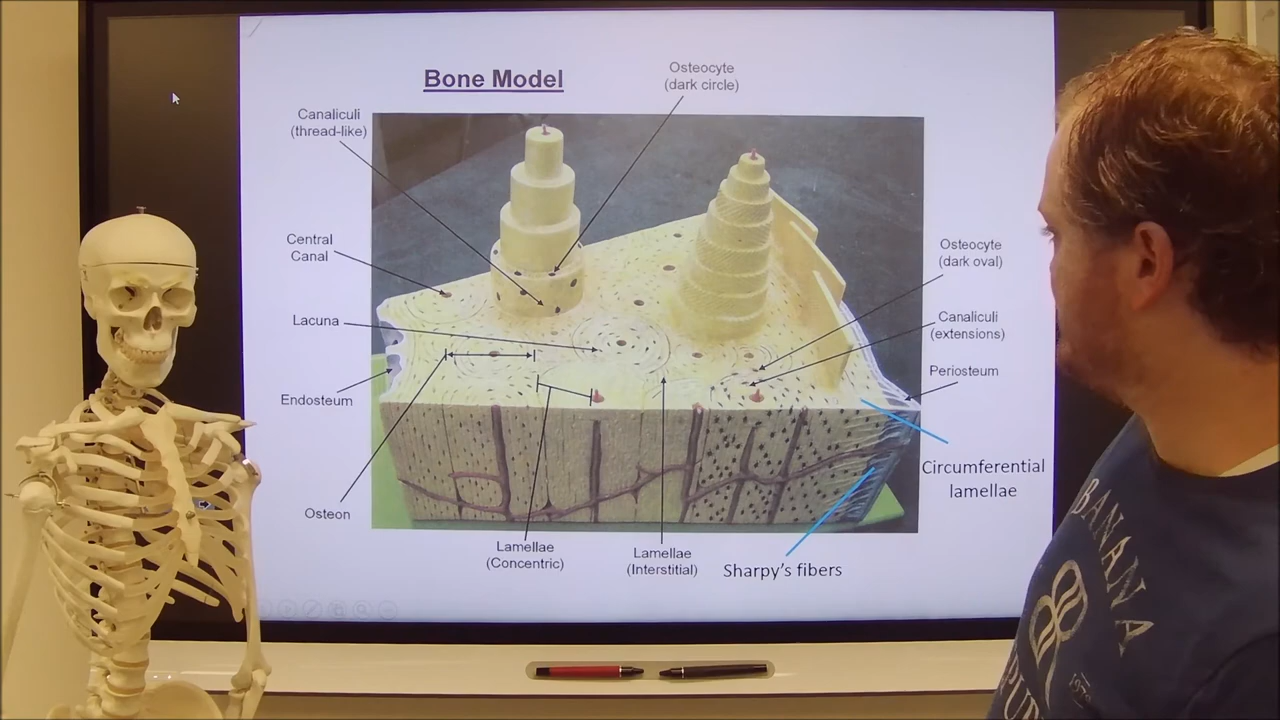 Bone Model
Osteocyte
(dark circle)
Canaliculi
(thread-like)
Central
Canal
Osteocyte
(dark oval)
Lacuna
Canaliculi
(extensions)
Endosteum
Periosteum
Circumferential
lamellae
Osteon
Lamellae
(Concentric)
Lamellae
(Interstitial)
Sharpy's fibers
BANANA